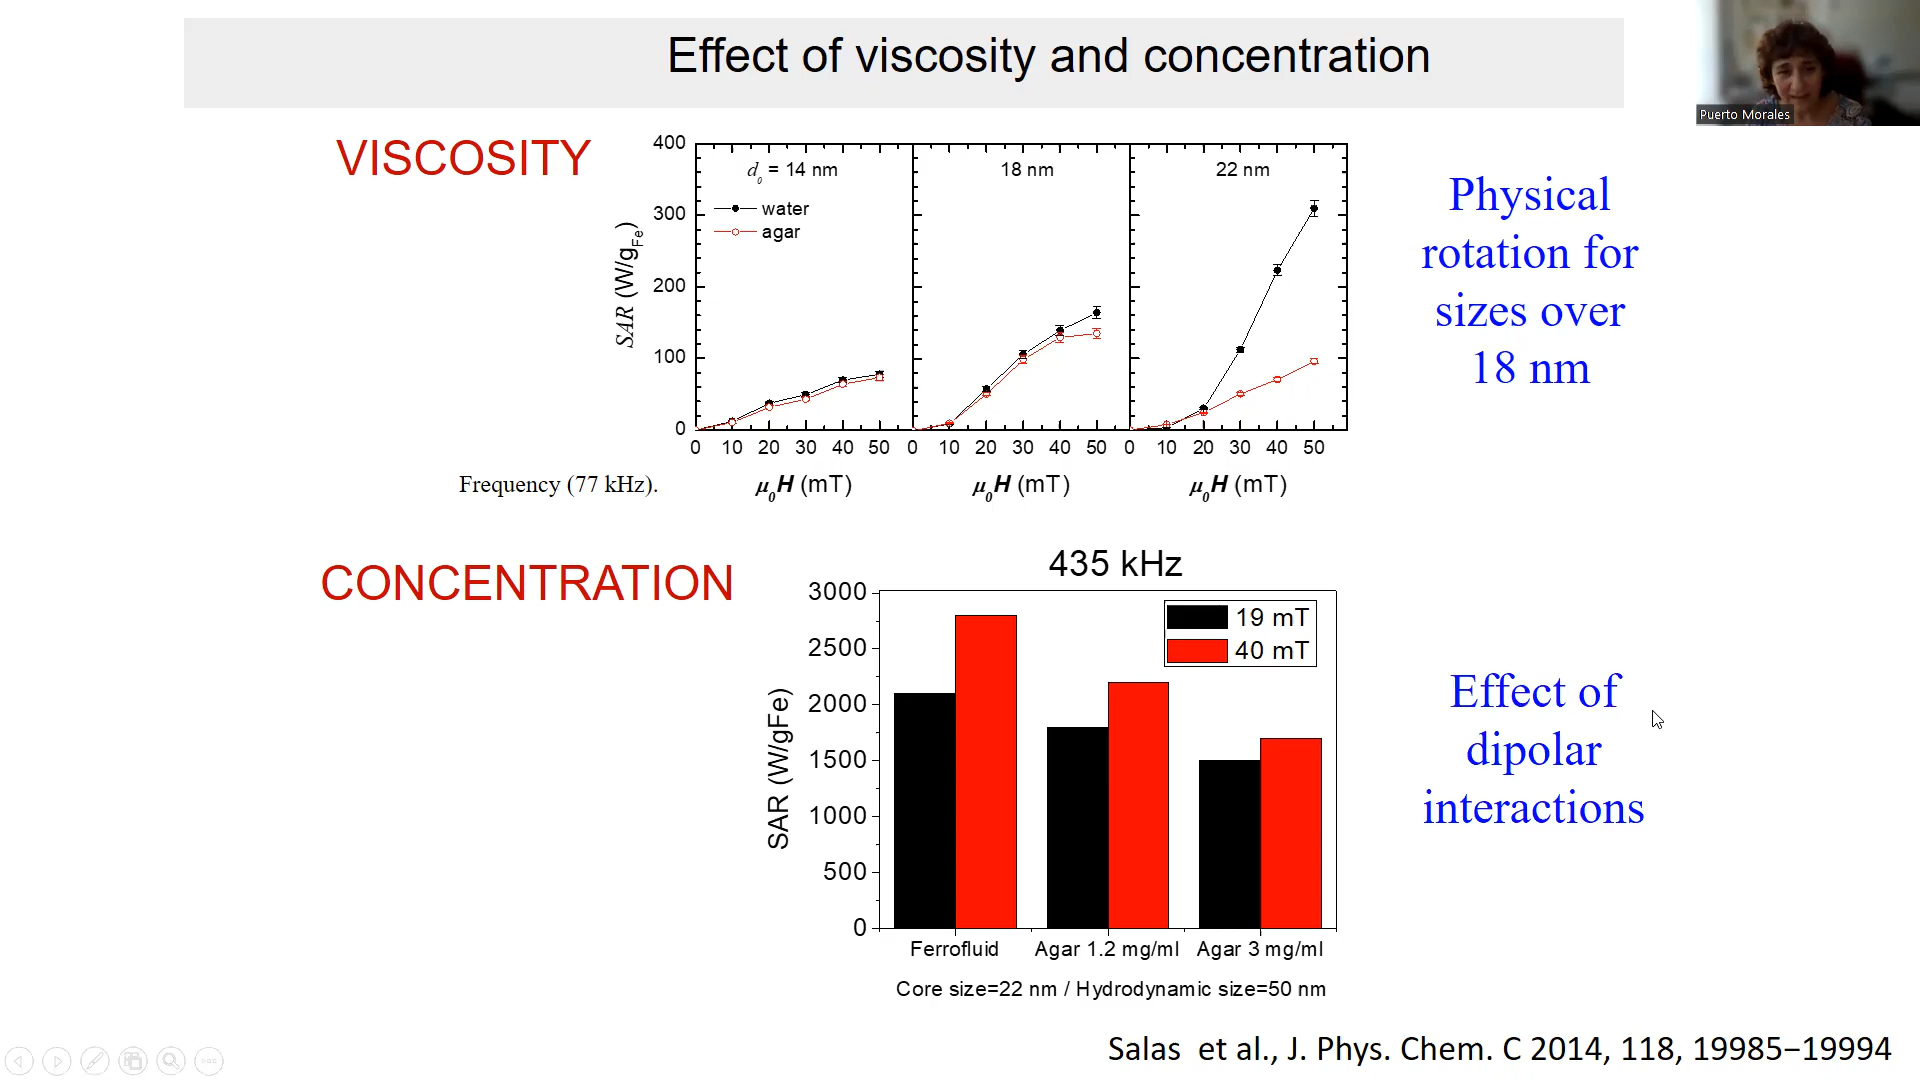 Effect of viscosity and concentration
Puerto Morales
VISCOSITY
400
300
200
100
0
SAR (W/gFe)
d0 = 14 nm
18 nm
22 nm
water
agar
0 10 20 30 40 50 0 10 20 30 40 50 0 10 20 30 40 50
Frequency (77 kHz).
μ0H (mT)
μ0H (mT)
μ0H (mT)
Physical
rotation for
sizes over
18 nm
CONCENTRATION
435 kHz
3000
2500
2000
1500
1000
500
0
SAR (W/gFe)
19 mT
40 mT
Ferrofluid
Agar 1.2 mg/ml
Agar 3 mg/ml
Core size=22 nm / Hydrodynamic size=50 nm
Effect of
dipolar
interactions
Salas et al., J. Phys. Chem. C 2014, 118, 19985−19994